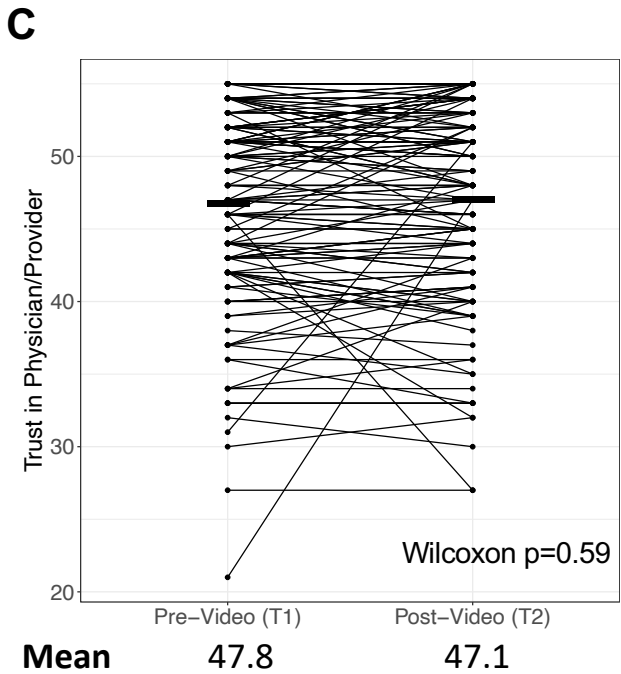 C
Trust in Physician/Provider
50
40
30
20
Wilcoxon p=0.59
Pre−Video (T1) Post−Video (T2)
Mean 47.8 47.1